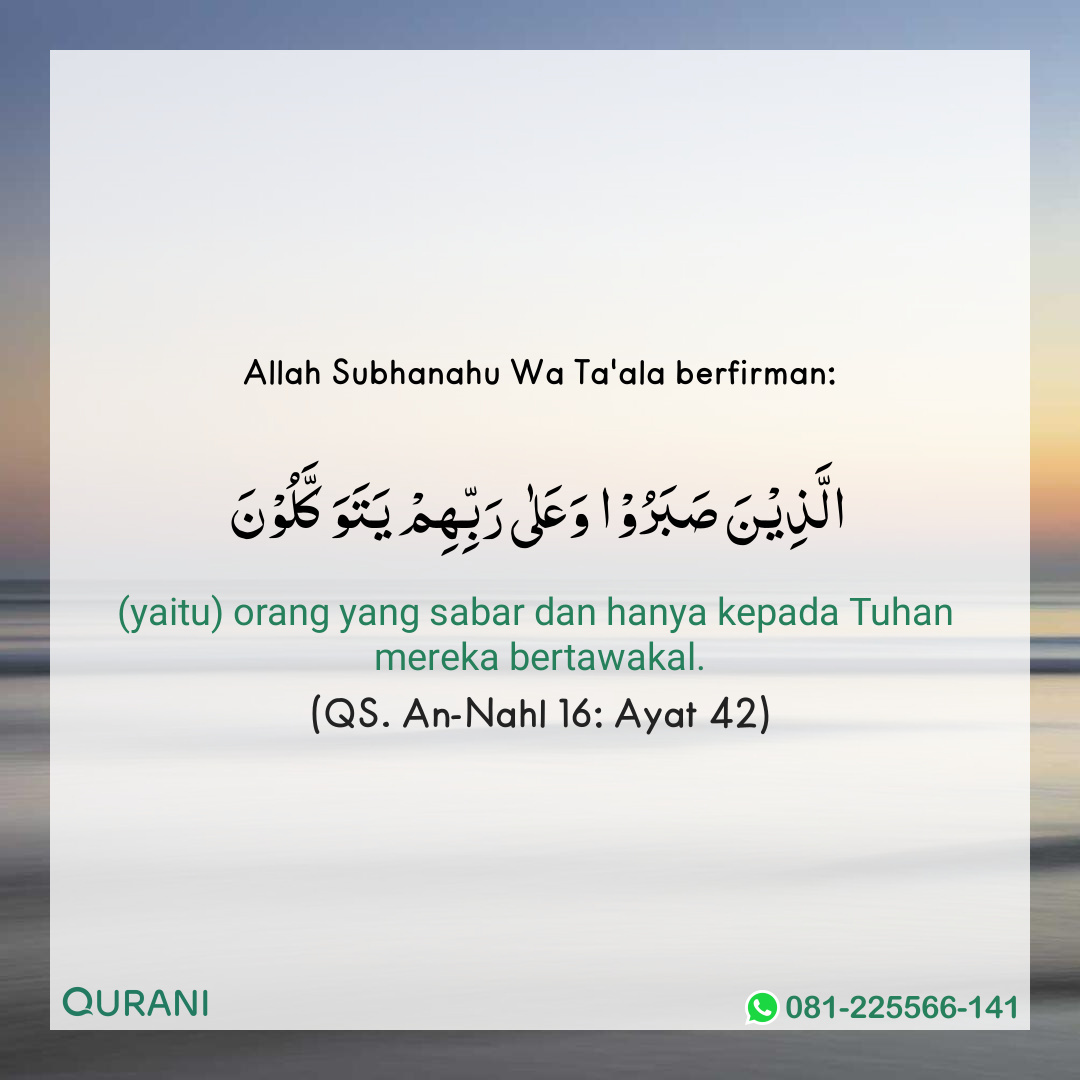 Allah Subhanahu Wa Ta'ala berfirman:
الَّذِيْنَ صَبَرُوْا وَعَلٰى رَبِّهِمْ يَتَوَكَّلُوْنَ
(yaitu) orang yang sabar dan hanya kepada Tuhan
mereka bertawakal.
(QS. An-Nahl 16: Ayat 42)
QURANI
081-225566-141